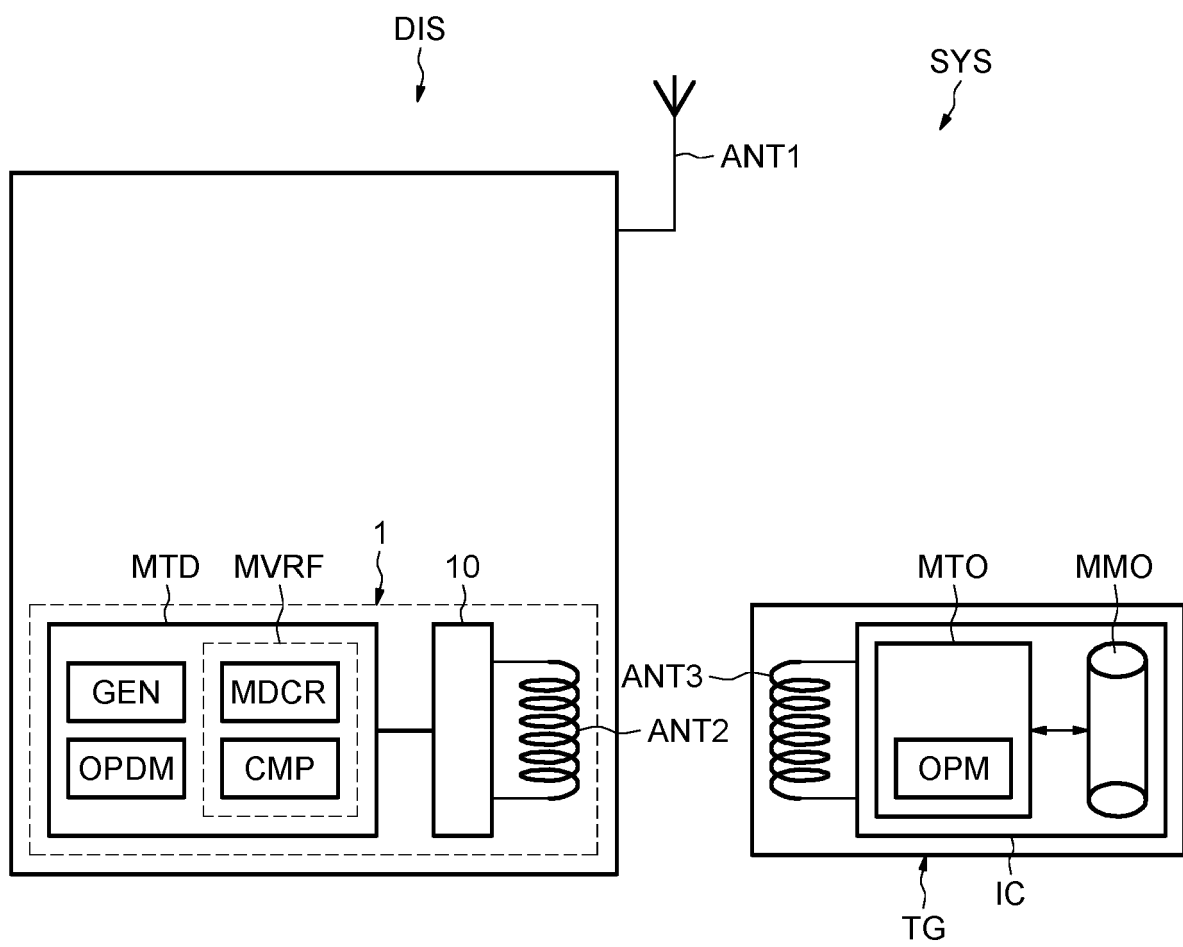 DIS
SYS
ANT1
1
MTD
MVRF
10
MTO
MMO
GEN
MDCR
ANT3
ANT2
OPDM
CMP
OPM
IC
TG